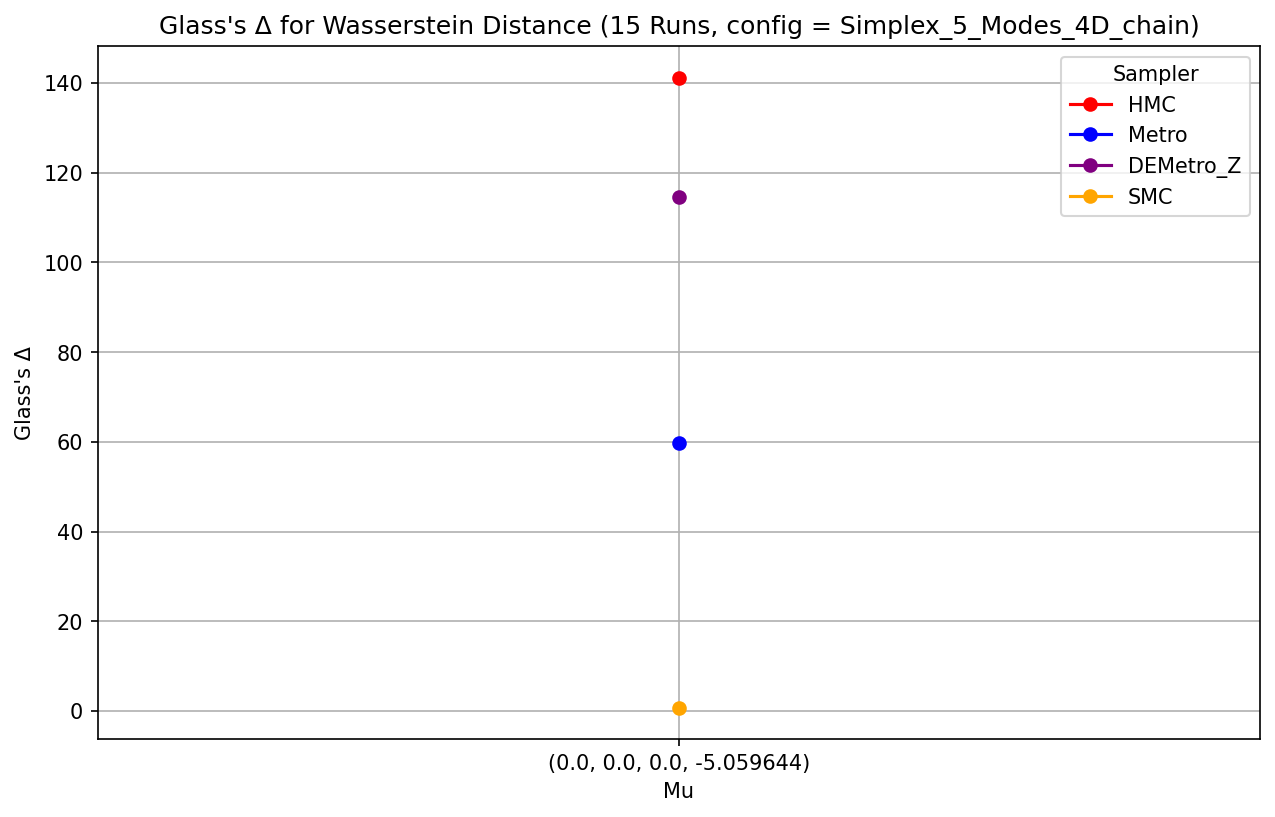 Glass's Δ for Wasserstein Distance (15 Runs, config = Simplex_5_Modes_4D_chain)
Glass's Δ
140
120
100
80
60
40
20
0
Sampler
HMC
Metro
DEMetro_Z
SMC
(0.0, 0.0, 0.0, -5.059644)
Mu